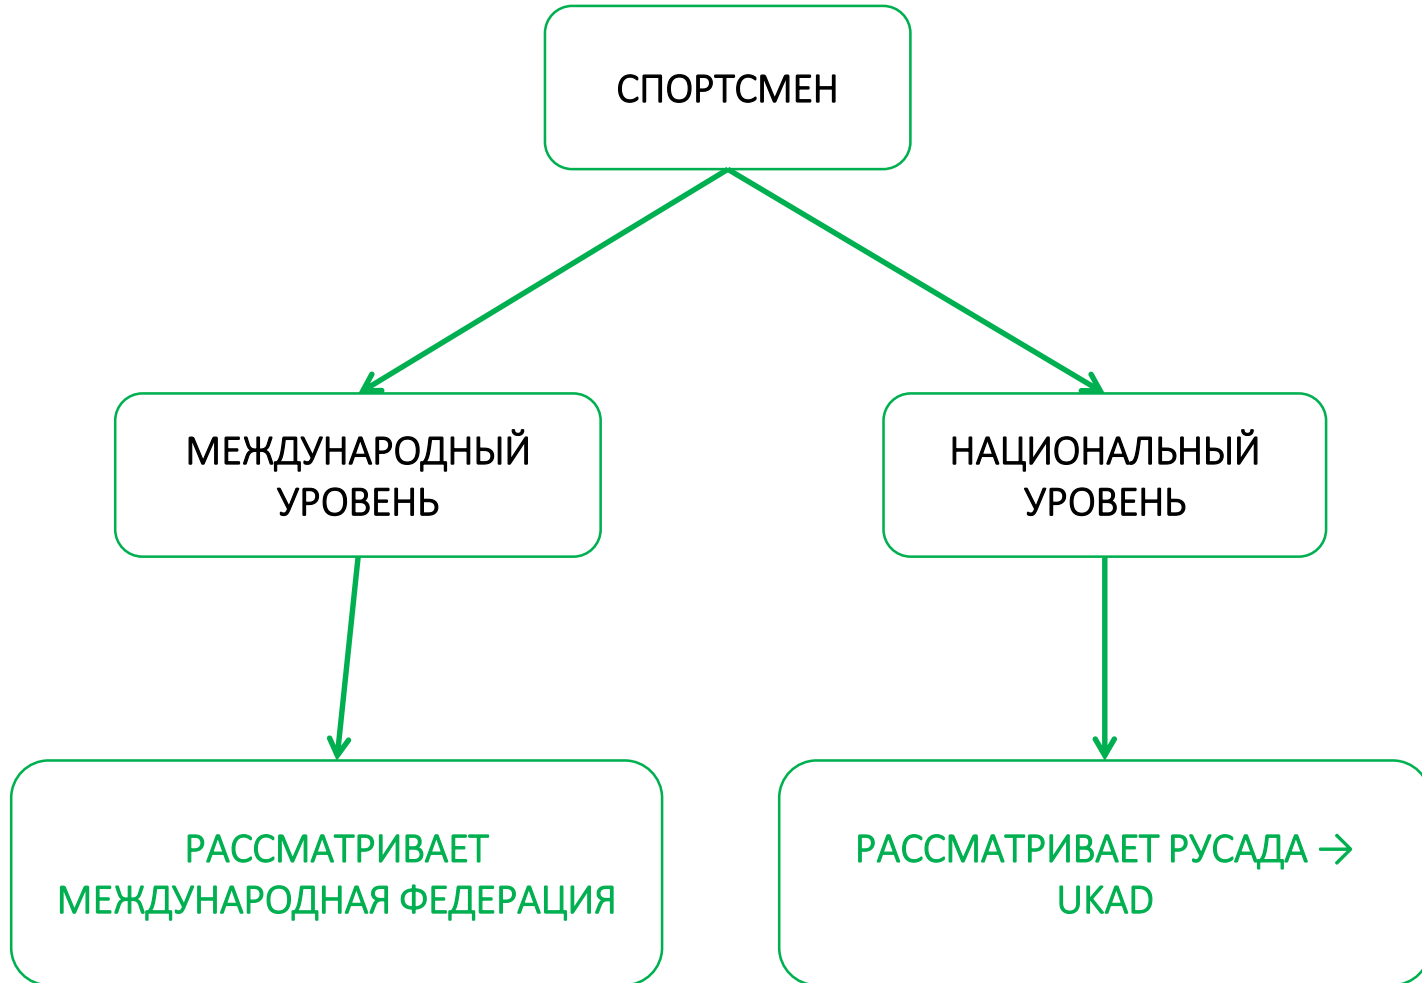 СПОРТСМЕН
МЕЖДУНАРОДНЫЙ
УРОВЕНЬ
НАЦИОНАЛЬНЫЙ
УРОВЕНЬ
РАССМАТРИВАЕТ
МЕЖДУНАРОДНАЯ ФЕДЕРАЦИЯ
РАССМАТРИВАЕТ РУСАДА →
UKAD